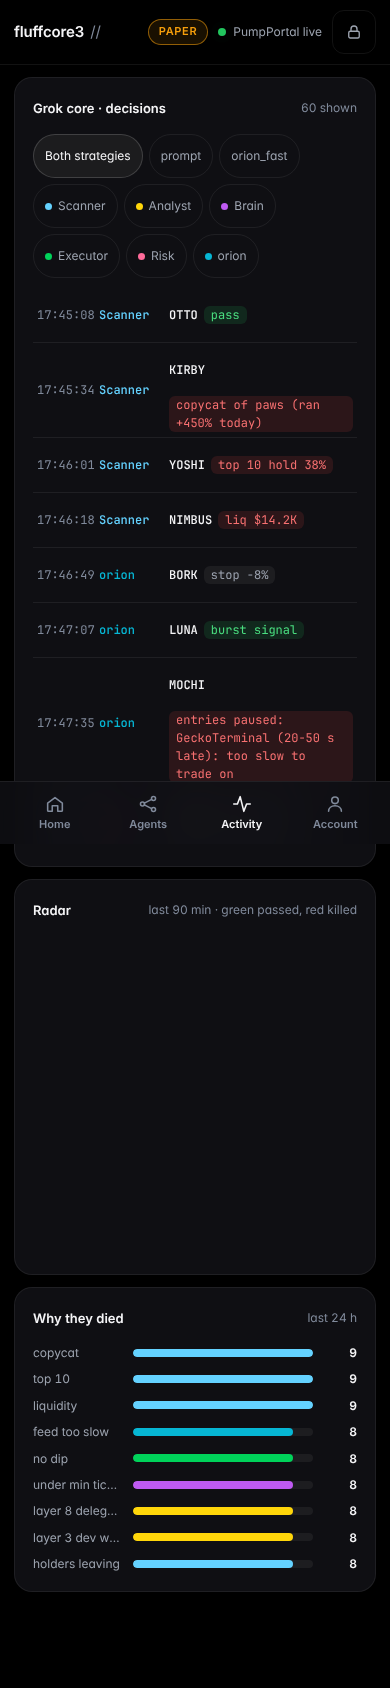 fluffcore3 //
PAPER
PumpPortal live
Grok core · decisions
60 shown
Both strategies
prompt
orion_fast
Scanner
Analyst
Brain
Executor
Risk
orion
17:45:08 Scanner OTTO pass
17:45:34 Scanner KIRBY
copycat of paws (ran
+450% today)
17:46:01 Scanner YOSHI top 10 hold 38%
17:46:18 Scanner NIMBUS liq $14.2K
17:46:49 orion BORK stop -8%
17:47:07 orion LUNA burst signal
17:47:35 orion MOCHI
entries paused:
GeckoTerminal (20-50 s
late): too slow to
trade on
Home
Agents
Activity
Account
Radar
last 90 min · green passed, red killed
Why they died
last 24 h
copycat 9
top 10 9
liquidity 9
feed too slow 8
no dip 8
under min tic... 8
layer 8 deleg... 8
layer 3 dev w... 8
holders leaving 8